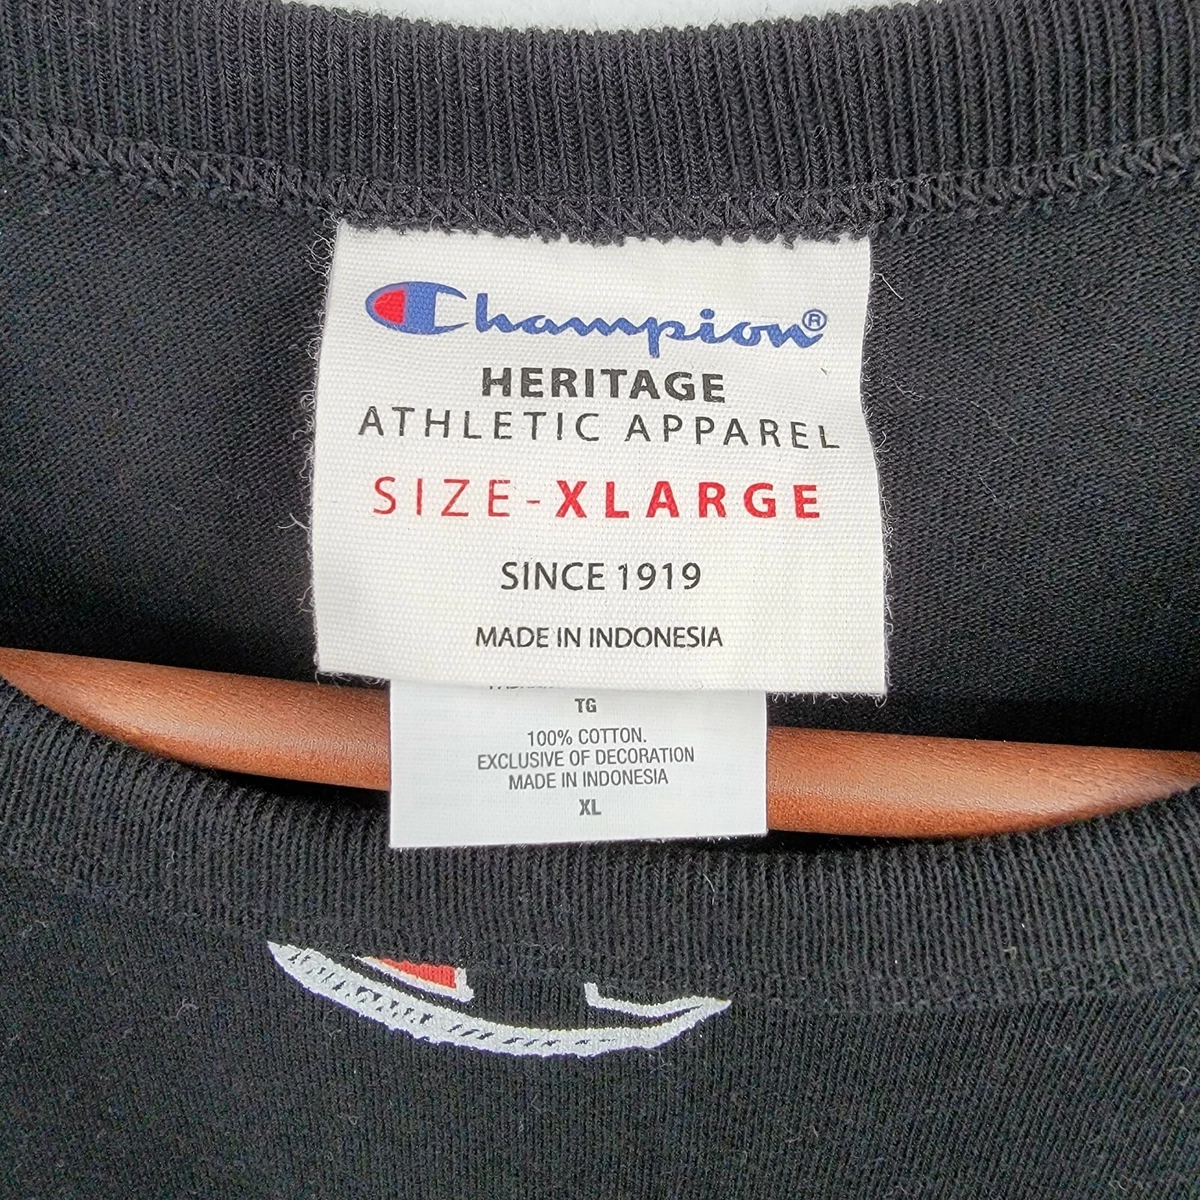 Champion®
HERITAGE
ATHLETIC APPAREL
SIZE-XLARGE
SINCE 1919
MADE IN INDONESIA
TG
100% COTTON.
EXCLUSIVE OF DECORATION
MADE IN INDONESIA
XL